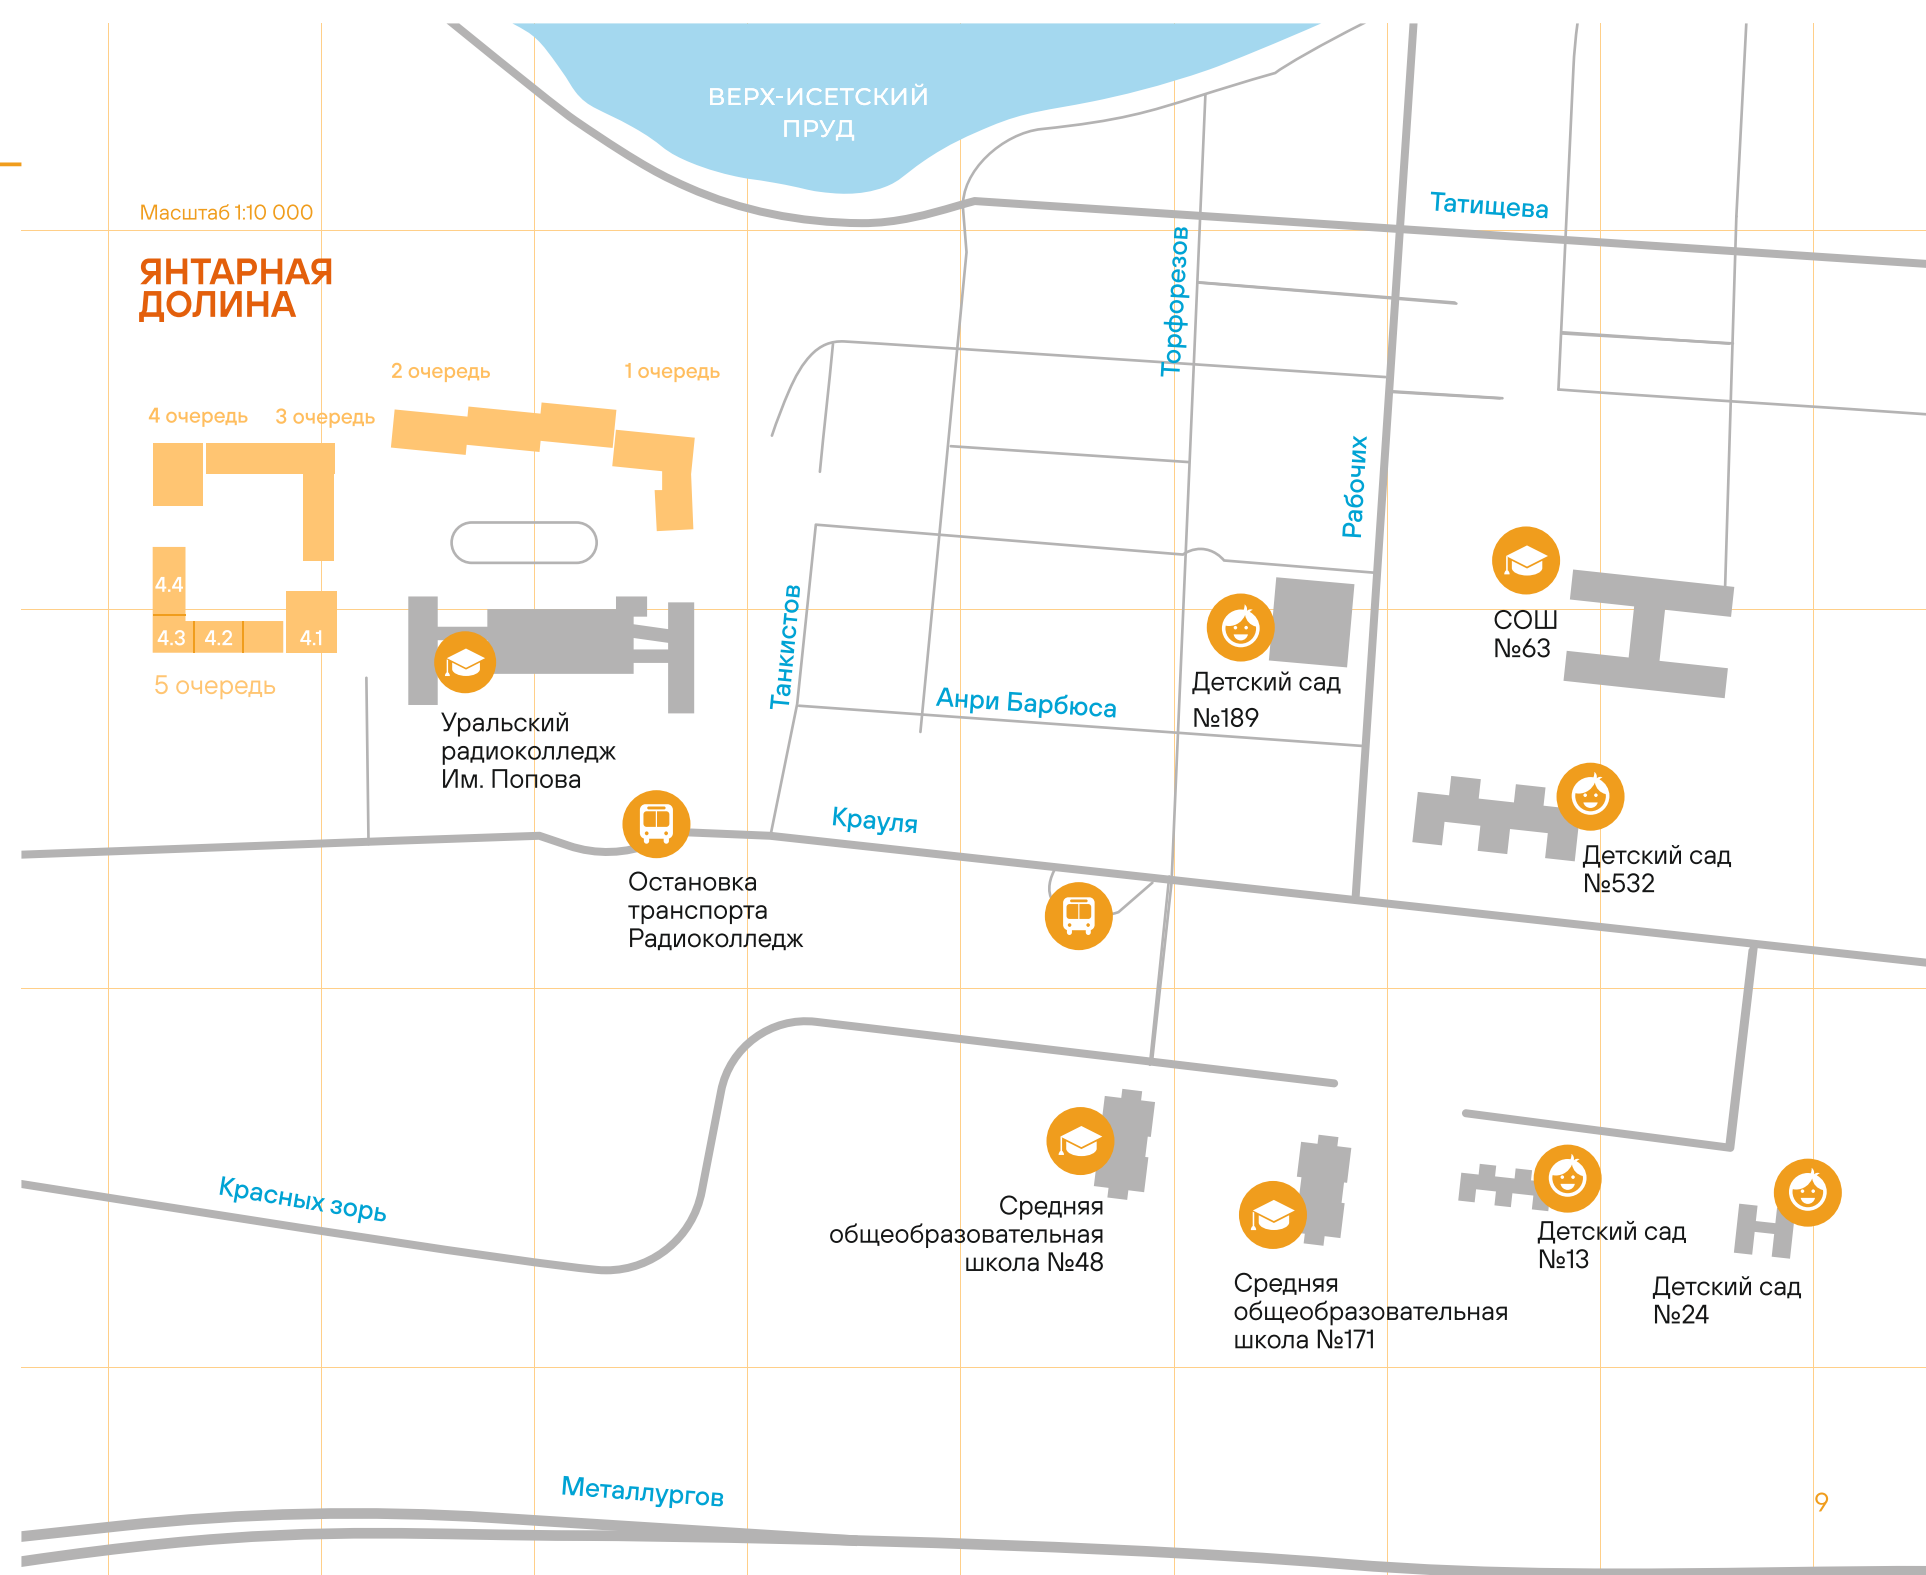 ВЕРХ-ИСЕТСКИЙ
ПРУД
Масштаб 1:10 000
Татищева
ЯНТАРНАЯ
ДОЛИНА
Торфорезов
2 очередь
1 очередь
4 очередь
3 очередь
Рабочих
4.4
4.3
4.2
4.1
5 очередь
Танкистов
СОШ
№63
Детский сад
№189
Анри Барбюса
Уральский
радиоколледж
Им. Попова
Крауля
Детский сад
№532
Остановка
транспорта
Радиоколледж
Красных зорь
Средняя
общеобразовательная
школа №48
Средняя
общеобразовательная
школа №171
Детский сад
№13
Детский сад
№24
Металлургов
9